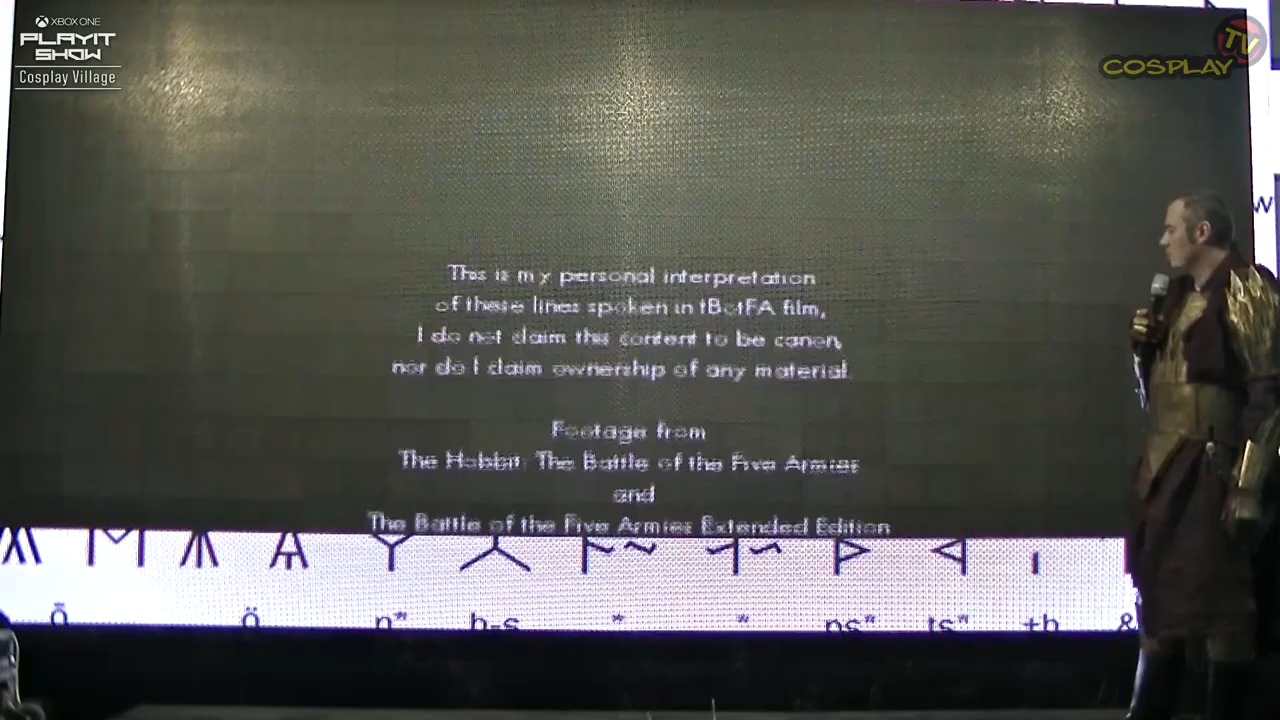 XBOX ONE
PLAYIT
SHOW
Cosplay Village
COSPLAY TV
This is my personal interpretation
of these lines spoken in tBotFA film,
I do not claim this content to be canon,
nor do I claim ownership of any material.
Footage from
The Hobbit: The Battle of the Five Armies
and
The Battle of the Five Armies Extended Edition
ō ö n* h-s * * ns* ts* +h &
w